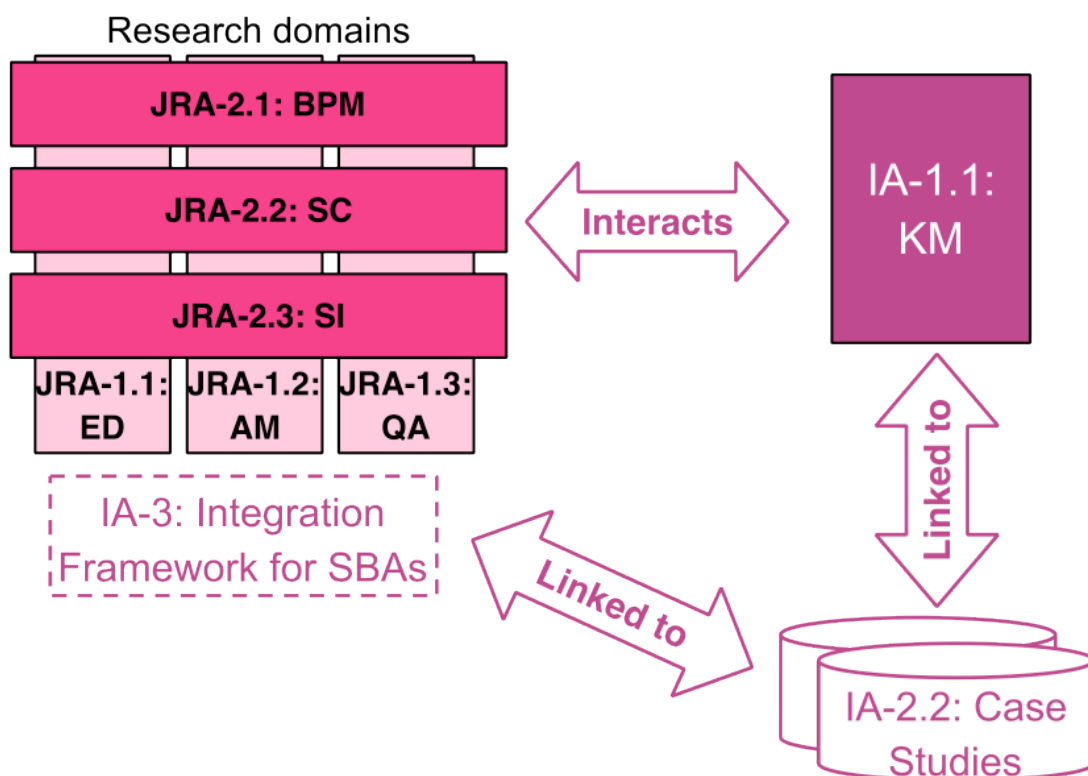 Research domains
JRA-2.1: BPM
JRA-2.2: SC
JRA-2.3: SI
JRA-1.1:
ED
JRA-1.2:
AM
JRA-1.3:
QA
IA-3: Integration
Framework for SBAs
Interacts
IA-1.1:
KM
Linked to
Linked to
IA-2.2: Case
Studies